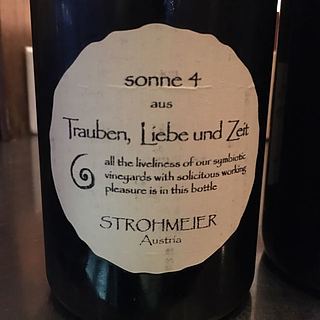 sonne 4
aus
Trauben, Liebe und Zeit
all the liveliness of our symbiotic
vineyards with solicitous working
pleasure is in this bottle
STROHMEIER
Austria